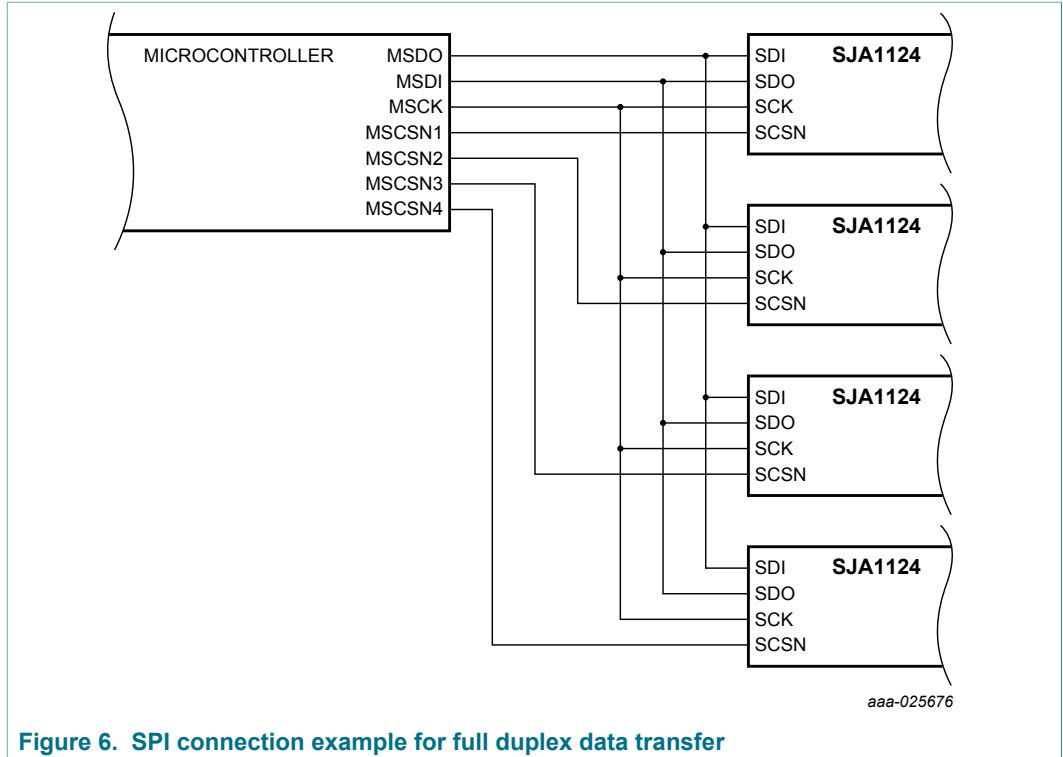 MICROCONTROLLER
MSDO
MSDI
MSCK
MSCSN1
MSCSN2
MSCSN3
MSCSN4
SDI SJA1124
SDO
SCK
SCSN
SDI SJA1124
SDO
SCK
SCSN
SDI SJA1124
SDO
SCK
SCSN
SDI SJA1124
SDO
SCK
SCSN
aaa-025676
Figure 6. SPI connection example for full duplex data transfer